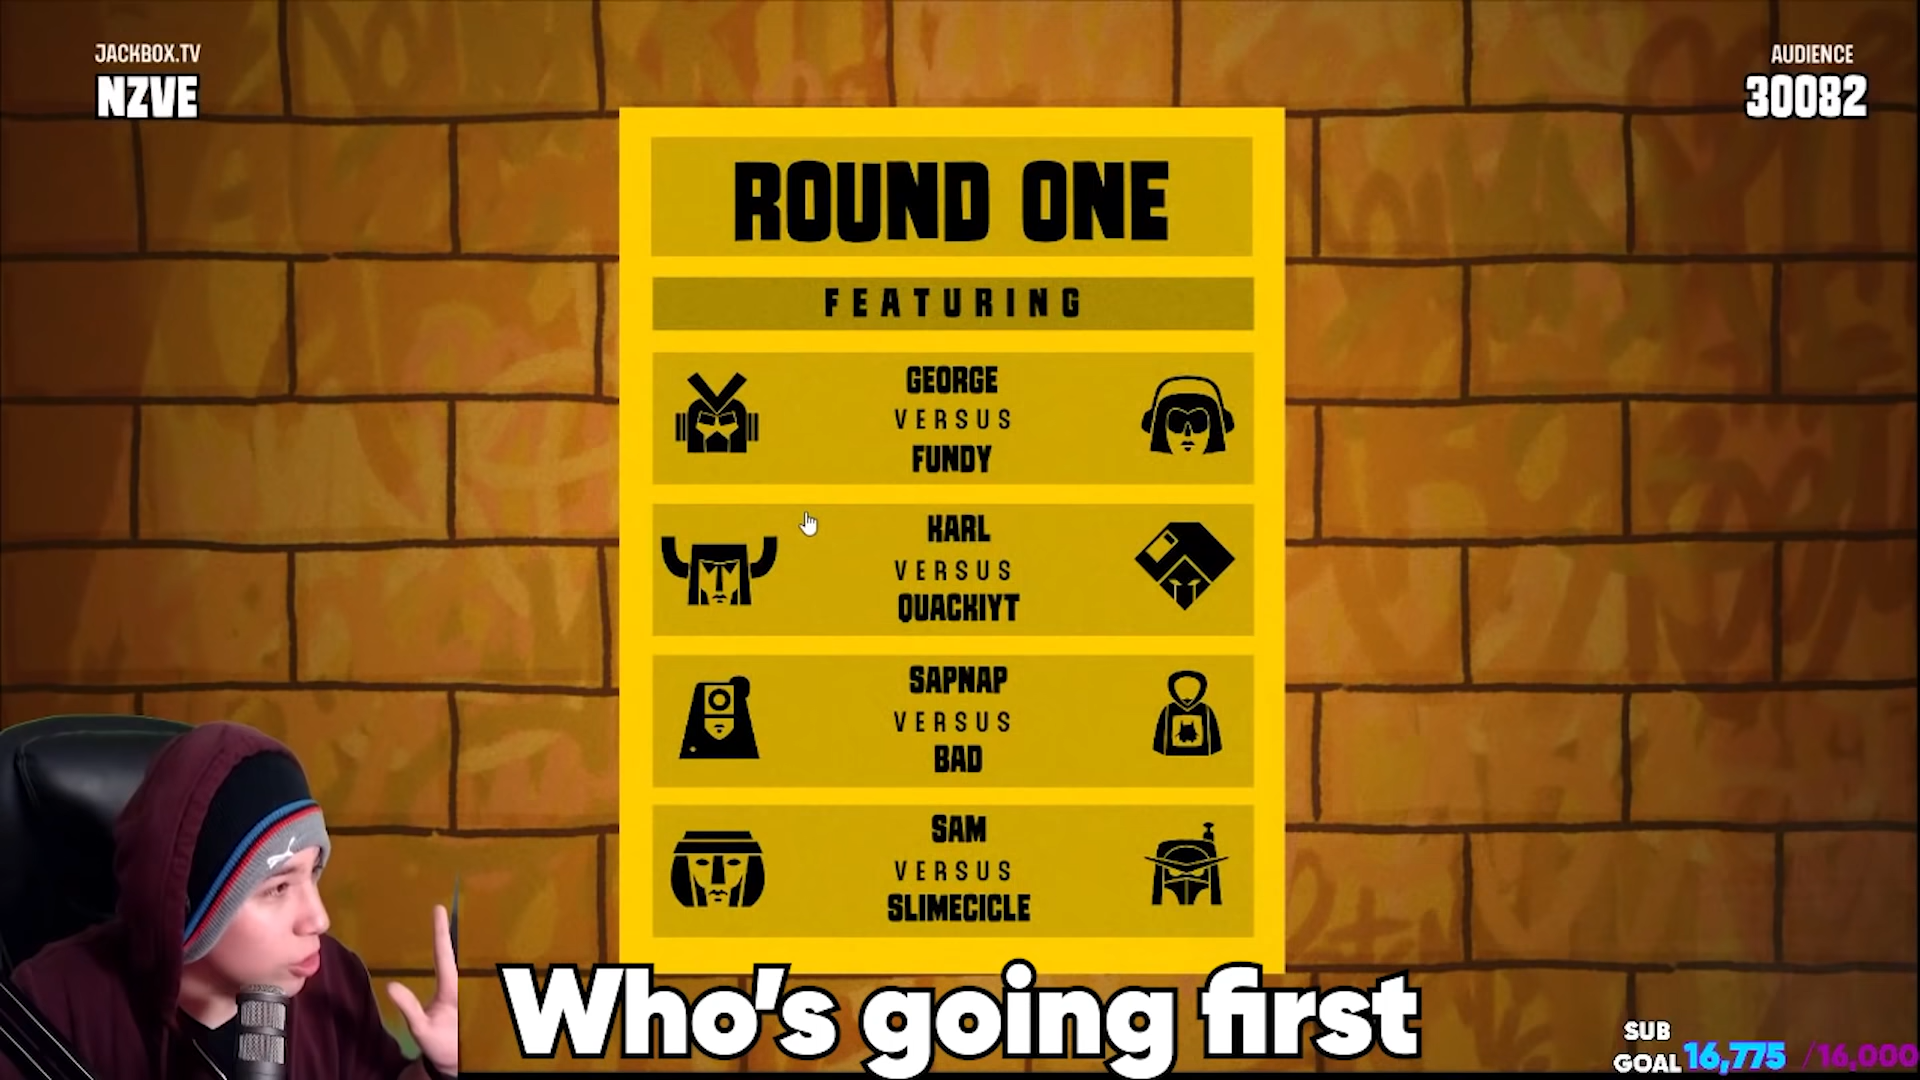 JACKBOX.TV
NZVE
AUDIENCE
30082
ROUND ONE
FEATURING
GEORGE
VERSUS
FUNDY
KARL
VERSUS
QUACKIYT
SAPNAP
VERSUS
BAD
SAM
VERSUS
SLIMECICLE
Who's going first
SUB
GOAL 16,775 /16,000